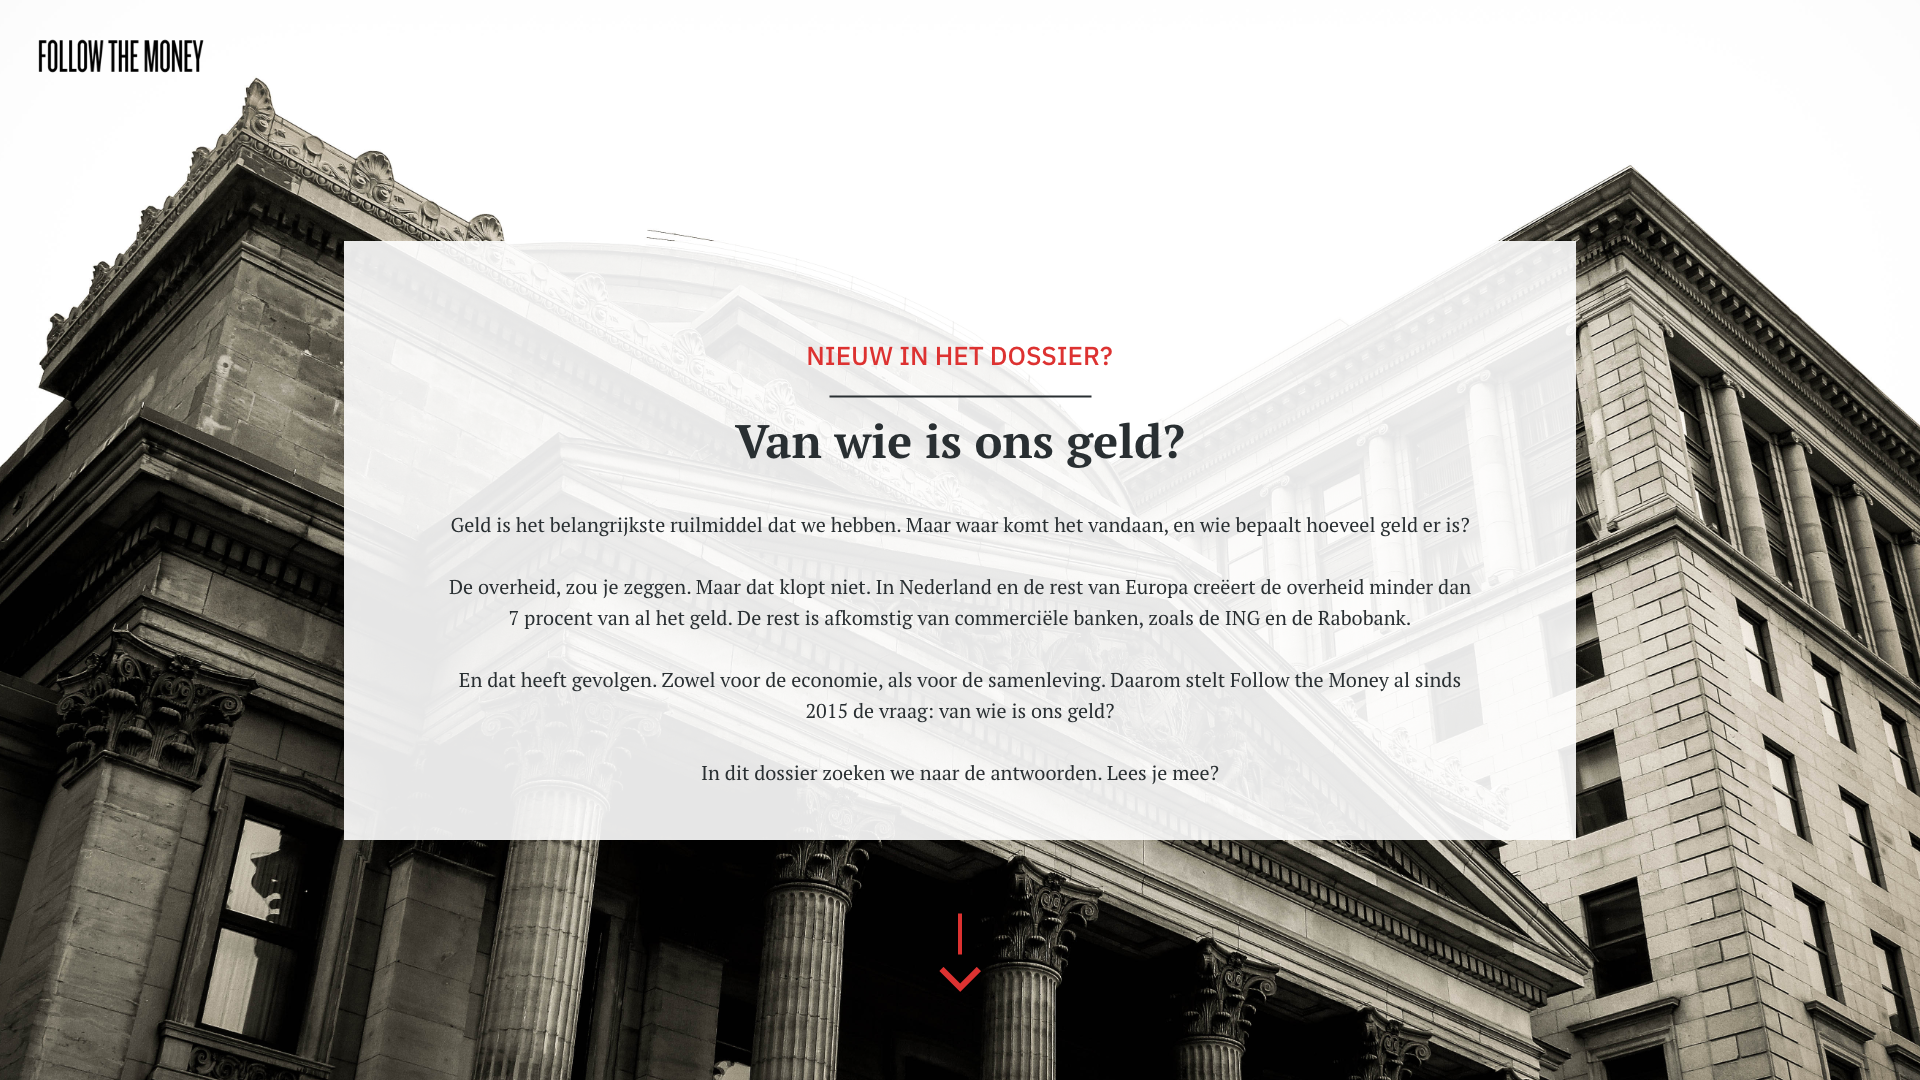 FOLLOW THE MONEY
NIEUW IN HET DOSSIER?
Van wie is ons geld?
Geld is het belangrijkste ruilmiddel dat we hebben. Maar waar komt het vandaan, en wie bepaalt hoeveel geld er is?
De overheid, zou je zeggen. Maar dat klopt niet. In Nederland en de rest van Europa creëert de overheid minder dan
7 procent van al het geld. De rest is afkomstig van commerciële banken, zoals de ING en de Rabobank.
En dat heeft gevolgen. Zowel voor de economie, als voor de samenleving. Daarom stelt Follow the Money al sinds
2015 de vraag: van wie is ons geld?
In dit dossier zoeken we naar de antwoorden. Lees je mee?